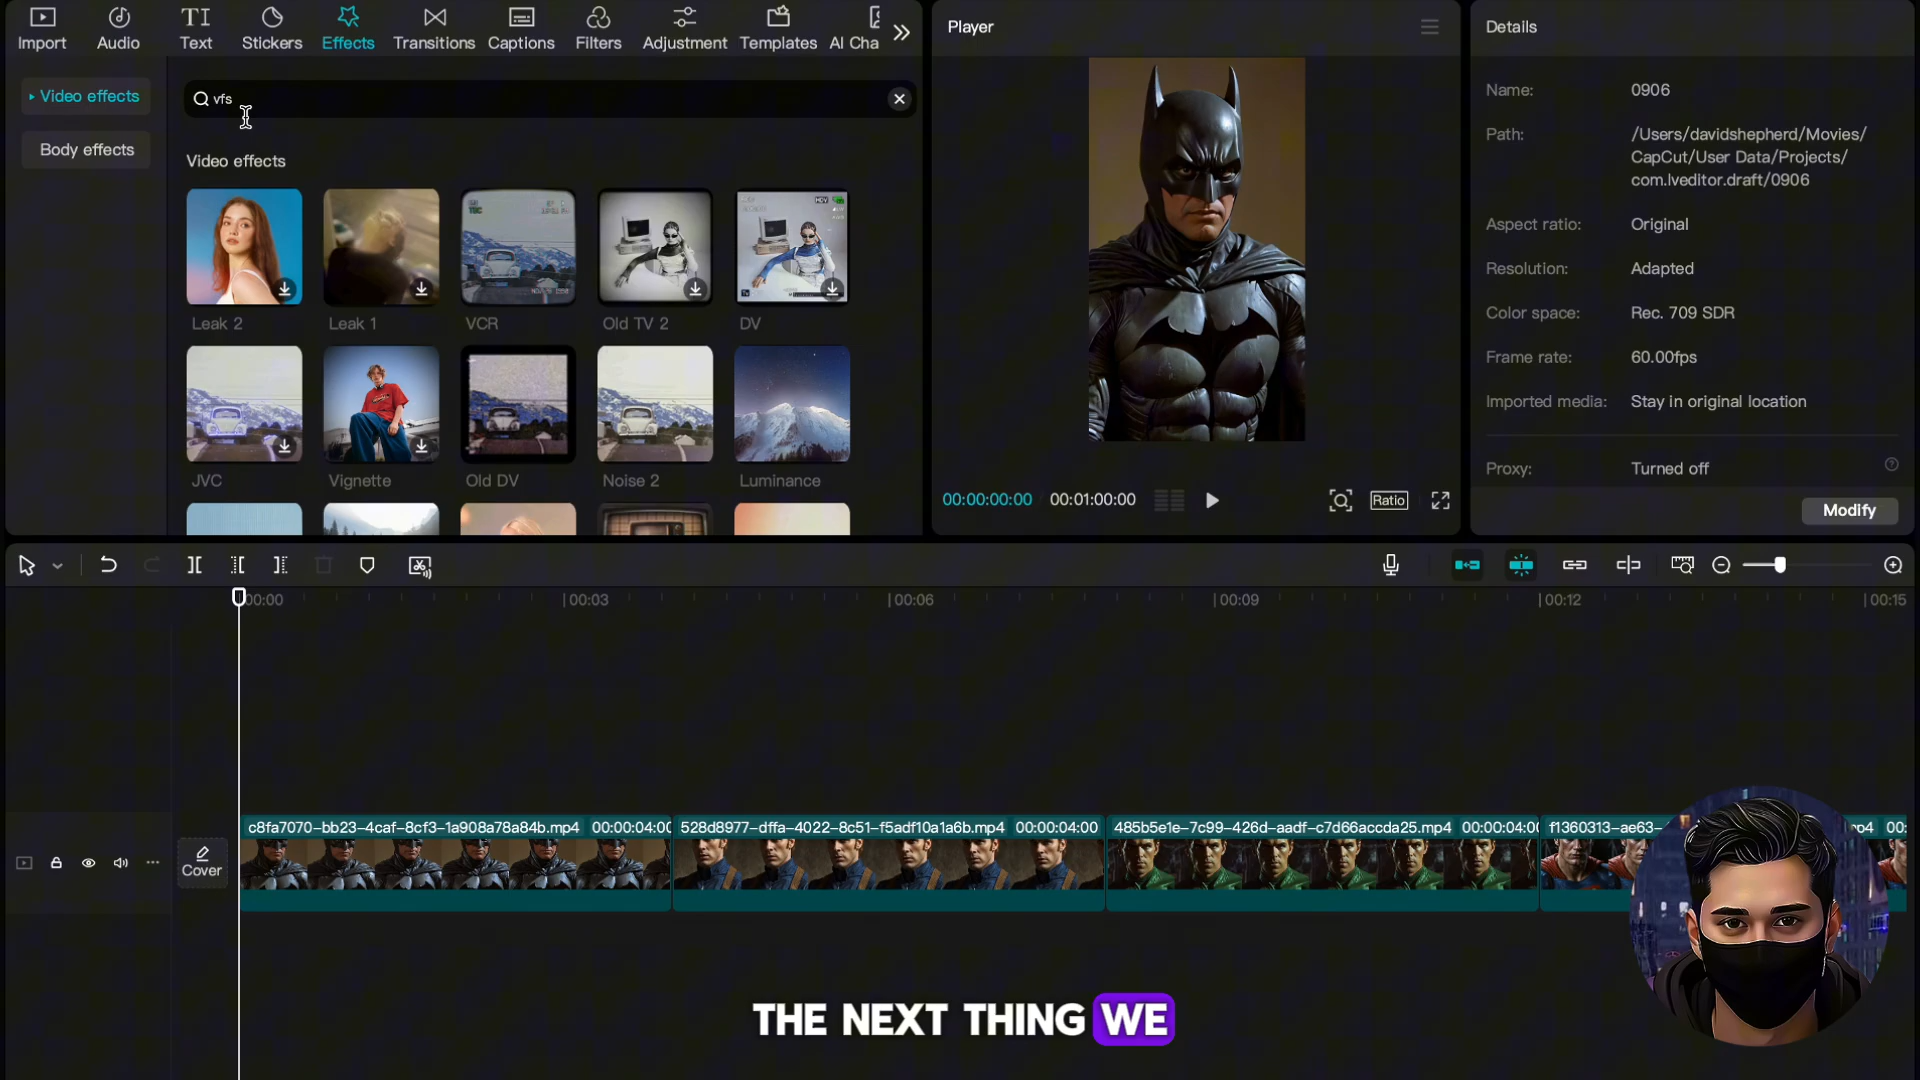 Import
Audio
Text
Stickers
Effects
Transitions
Captions
Filters
Adjustment
Templates
AI Cha
Video effects
Body effects
vfs
Video effects
Leak 2
Leak 1
VCR
Old TV 2
DV
JVC
Vignette
Old DV
Noise 2
Luminance
Player
00:00:00:00
00:01:00:00
Ratio
Details
Name: 0906
Path: /Users/davidshepherd/Movies/
CapCut/User Data/Projects/
com.lveditor.draft/0906
Aspect ratio: Original
Resolution: Adapted
Color space: Rec. 709 SDR
Frame rate: 60.00fps
Imported media: Stay in original location
Proxy: Turned off
Modify
00:00
00:03
00:06
00:09
00:12
00:15
Cover
c8fa7070-bb23-4caf-8cf3-1a908a78a84b.mp4 00:00:04:00
528d8977-dffa-4022-8c51-f5adf10a1a6b.mp4 00:00:04:00
485b5e1e-7c99-426d-aadf-c7d66accda25.mp4 00:00:04:00
f1360313-ae63-
THE NEXT THING WE